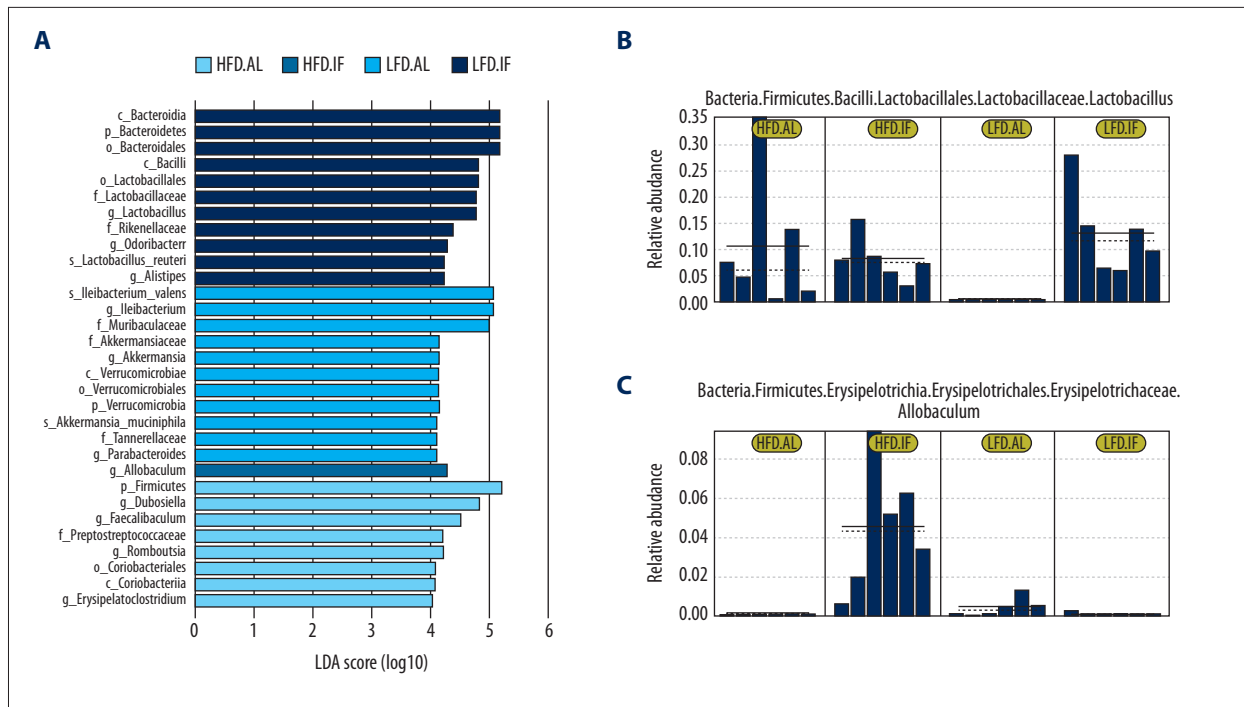 A
HFD.AL HFD.IF LFD.AL LFD.IF
c_Bacteroidia
p_Bacteroidetes
o_Bacteroidales
c_Bacilli
o_Lactobacillales
f_Lactobacillaceae
g_Lactobacillus
f_Rikenellaceae
g_Odoribacterr
s_Lactobacillus_reuteri
g_Alistipes
s_Ileibacterium_valens
g_Ileibacterium
f_Muribaculaceae
f_Akkermansiaceae
g_Akkermansia
c_Verrucomicrobiae
o_Verrucomicrobiales
p_Verrucomicrobia
s_Akkermansia_muciniphila
f_Tannerellaceae
g_Parabacteroides
g_Allobaculum
p_Firmicutes
g_Dubosiella
g_Faecalibaculum
f_Preptostreptococcaceae
g_Romboutsia
o_Coriobacteriales
c_Coriobacteriia
g_Erysipelatoclostridium
0 1 2 3 4 5 6
LDA score (log10)
B
Bacteria.Firmicutes.Bacilli.Lactobacillales.Lactobacillaceae.Lactobacillus
HFD.AL HFD.IF LFD.AL LFD.IF
0.35
0.30
0.25
0.20
0.15
0.10
0.05
0.00
Relative abudance
C
Bacteria.Firmicutes.Erysipelotrichia.Erysipelotrichales.Erysipelotrichaceae.
Allobaculum
HFD.AL HFD.IF LFD.AL LFD.IF
0.08
0.06
0.04
0.02
0.00
Relative abudance